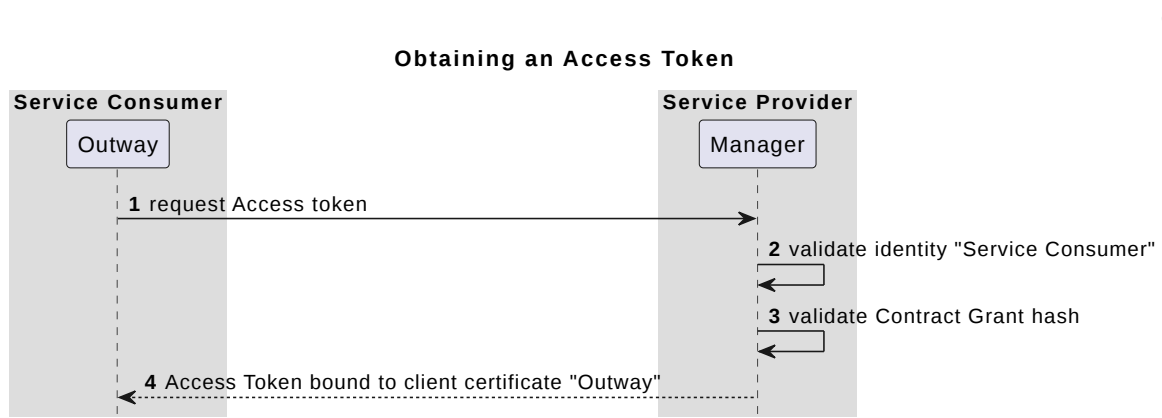 Obtaining an Access Token
Service Consumer
Service Provider
Outway
Manager
1 request Access token
2 validate identity "Service Consumer"
3 validate Contract Grant hash
4 Access Token bound to client certificate "Outway"